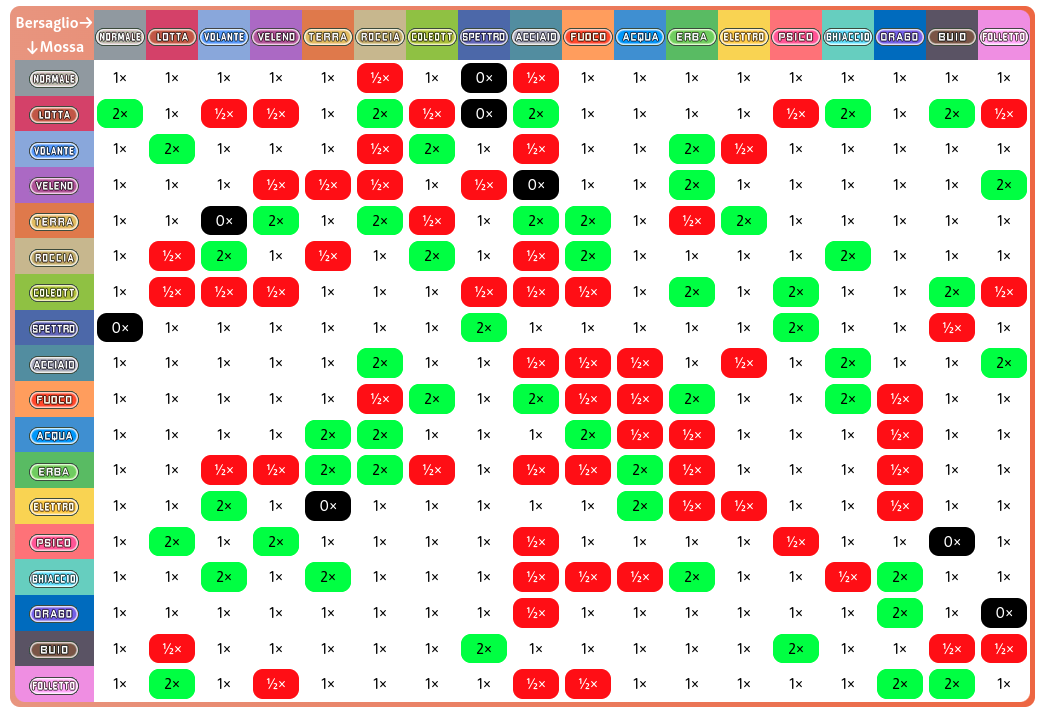 Bersaglio→
↓Mossa
NORMALE LOTTA VOLANTE VELENO TERRA ROCCIA COLEOTT SPETTRO ACCIAIO FUOCO ACQUA ERBA ELETTRO PSICO GHIACCIO DRAGO BUIO FOLLETTO
NORMALE 1× 1× 1× 1× 1× ½× 1× 0× ½× 1× 1× 1× 1× 1× 1× 1× 1× 1×
LOTTA 2× 1× ½× ½× 1× 2× ½× 0× 2× 1× 1× 1× 1× ½× 2× 1× 2× ½×
VOLANTE 1× 2× 1× 1× 1× ½× 2× 1× ½× 1× 1× 2× ½× 1× 1× 1× 1× 1×
VELENO 1× 1× 1× ½× ½× ½× 1× ½× 0× 1× 1× 2× 1× 1× 1× 1× 1× 2×
TERRA 1× 1× 0× 2× 1× 2× ½× 1× 2× 2× 1× ½× 2× 1× 1× 1× 1× 1×
ROCCIA 1× ½× 2× 1× ½× 1× 2× 1× ½× 2× 1× 1× 1× 1× 2× 1× 1× 1×
COLEOTT 1× ½× ½× ½× 1× 1× 1× ½× ½× ½× 1× 2× 1× 2× 1× 1× 2× ½×
SPETTRO 0× 1× 1× 1× 1× 1× 1× 2× 1× 1× 1× 1× 1× 2× 1× 1× ½× 1×
ACCIAIO 1× 1× 1× 1× 1× 2× 1× 1× ½× ½× ½× 1× ½× 1× 2× 1× 1× 2×
FUOCO 1× 1× 1× 1× 1× ½× 2× 1× 2× ½× ½× 2× 1× 1× 2× ½× 1× 1×
ACQUA 1× 1× 1× 1× 2× 2× 1× 1× 1× 2× ½× ½× 1× 1× 1× ½× 1× 1×
ERBA 1× 1× ½× ½× 2× 2× ½× 1× ½× ½× 2× ½× 1× 1× 1× ½× 1× 1×
ELETTRO 1× 1× 2× 1× 0× 1× 1× 1× 1× 1× 2× ½× ½× 1× 1× ½× 1× 1×
PSICO 1× 2× 1× 2× 1× 1× 1× 1× ½× 1× 1× 1× 1× ½× 1× 1× 0× 1×
GHIACCIO 1× 1× 2× 1× 2× 1× 1× 1× ½× ½× ½× 2× 1× 1× ½× 2× 1× 1×
DRAGO 1× 1× 1× 1× 1× 1× 1× 1× ½× 1× 1× 1× 1× 1× 1× 2× 1× 0×
BUIO 1× ½× 1× 1× 1× 1× 1× 2× 1× 1× 1× 1× 1× 2× 1× 1× ½× ½×
FOLLETTO 1× 2× 1× ½× 1× 1× 1× 1× ½× ½× 1× 1× 1× 1× 1× 2× 2× 1×